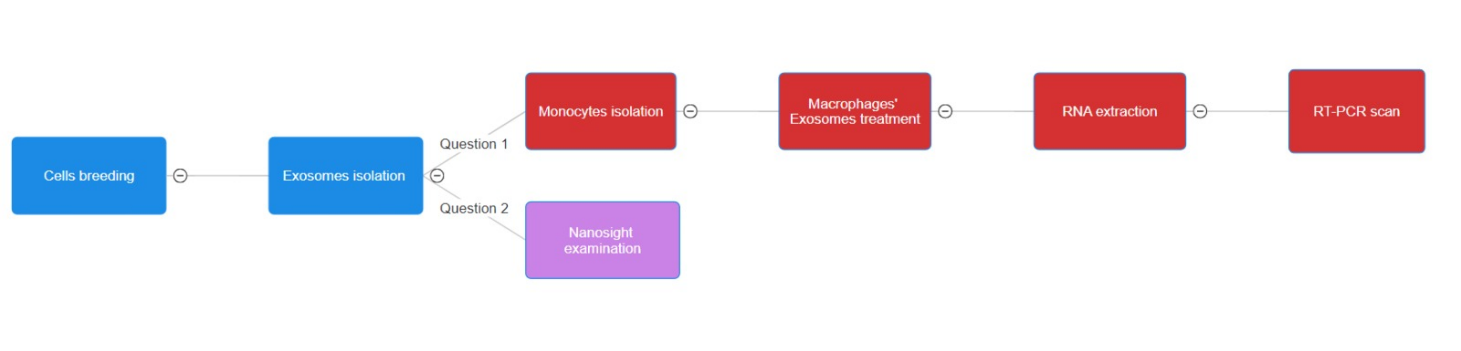 Cells breeding
Exosomes isolation
Question 1
Monocytes isolation
Macrophages'
Exosomes treatment
RNA extraction
RT-PCR scan
Question 2
Nanosight
examination